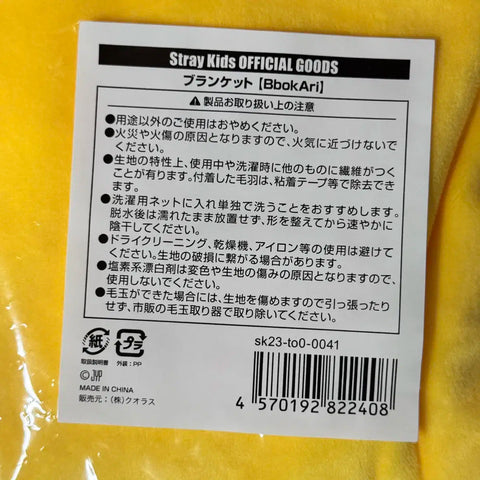 Stray Kids OFFICIAL GOODS
ブランケット【BbokAri】
⚠製品お取り扱い上の注意
●用途以外のご使用はおやめください。
●火災や火傷の原因となりますので、火気に近づけないで
ください。
●生地の特性上、使用中や洗濯時に他のものに繊維がつく
ことが有ります。付着した毛羽は、粘着テープ等で除去でき
ます。
●洗濯用ネットに入れ単独で洗うことをおすすめします。
脱水後は濡れたまま放置せず、形を整えてから速やかに
陰干してください。
●ドライクリーニング、乾燥機、アイロン等の使用は避けて
ください。生地の破損に繋がる場合があります。
●塩素系漂白剤は変色や生地の傷みの原因となりますので、
使用しないでください。
●毛玉ができた場合には、生地を傷めますので引っ張ったり
せず、市販の毛玉取り器で取り除いてください。
紙 プラ
取扱説明書 外装:PP
©JYP
MADE IN CHINA
販売元:(株)クオラス
sk23-to0-0041
4 570192 822408